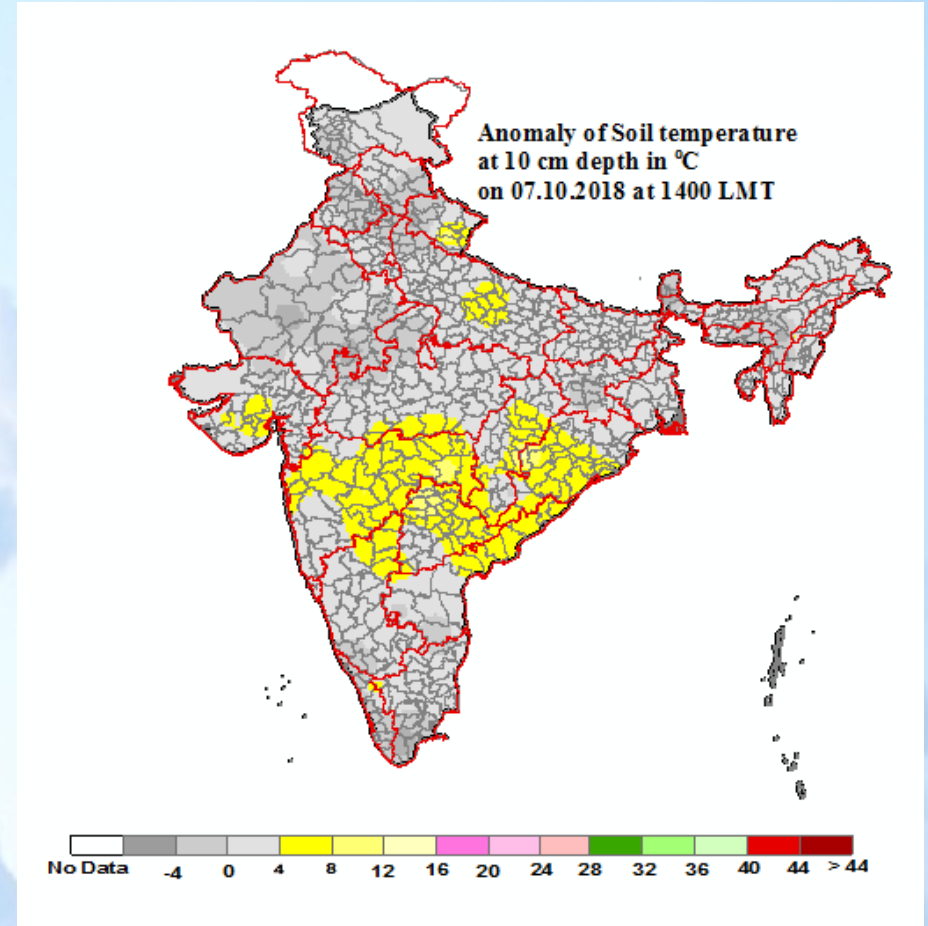 Anomaly of Soil temperature
at 10 cm depth in °C
on 07.10.2018 at 1400 LMT
No Data -4 0 4 8 12 16 20 24 28 32 36 40 44 > 44